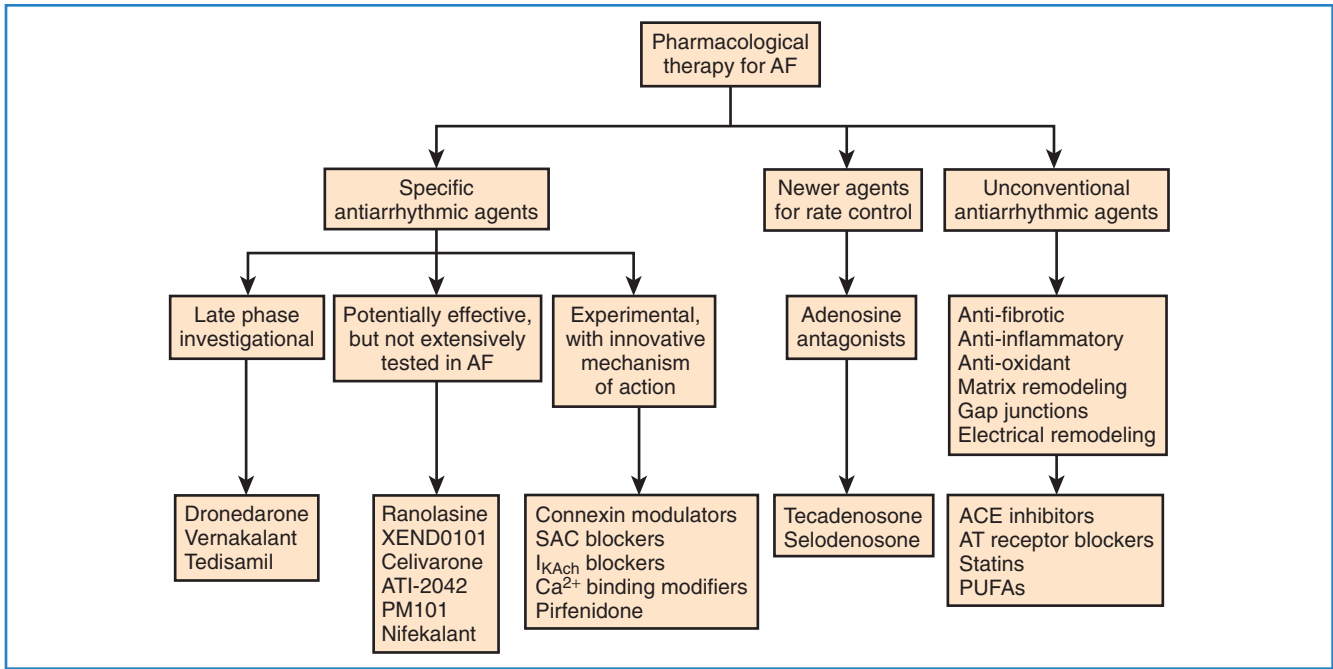 Pharmacological
therapy for AF
Specific
antiarrhythmic agents
Newer agents
for rate control
Unconventional
antiarrhythmic agents
Late phase
investigational
Potentially effective,
but not extensively
tested in AF
Experimental,
with innovative
mechanism
of action
Adenosine
antagonists
Anti-fibrotic
Anti-inflammatory
Anti-oxidant
Matrix remodeling
Gap junctions
Electrical remodeling
Dronedarone
Vernakalant
Tedisamil
Ranolasine
XEND0101
Celivarone
ATI-2042
PM101
Nifekalant
Connexin modulators
SAC blockers
I_KAch blockers
Ca²⁺ binding modifiers
Pirfenidone
Tecadenosone
Selodenosone
ACE inhibitors
AT receptor blockers
Statins
PUFAs